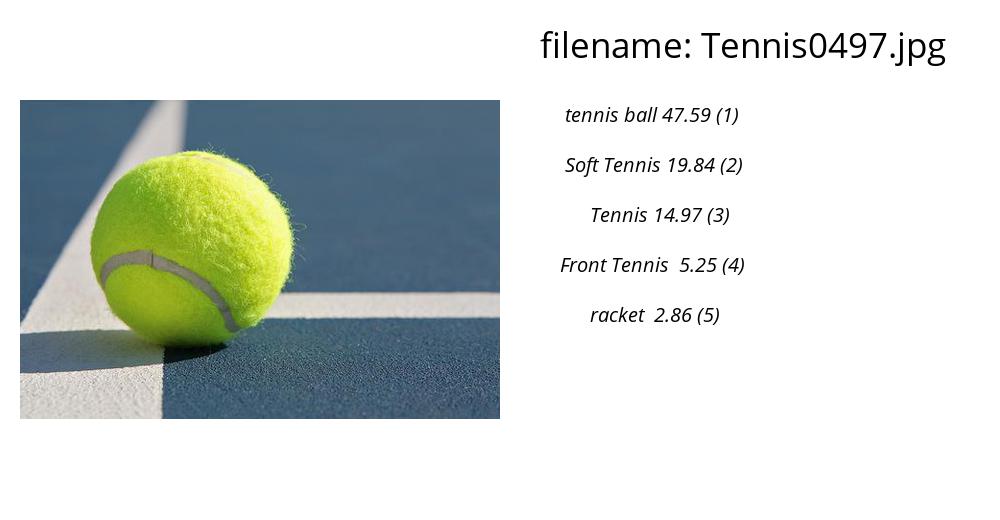 filename: Tennis0497.jpg
tennis ball 47.59 (1)
Soft Tennis 19.84 (2)
Tennis 14.97 (3)
Front Tennis  5.25 (4)
racket  2.86 (5)